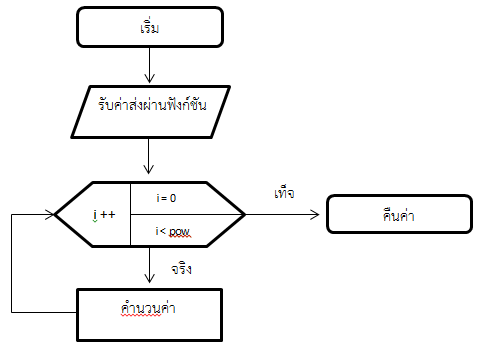 เริ่ม
รับค่าส่งผ่านฟังก์ชัน
i ++
i = 0
i < pow
เท็จ
คืนค่า
จริง
คำนวนค่า